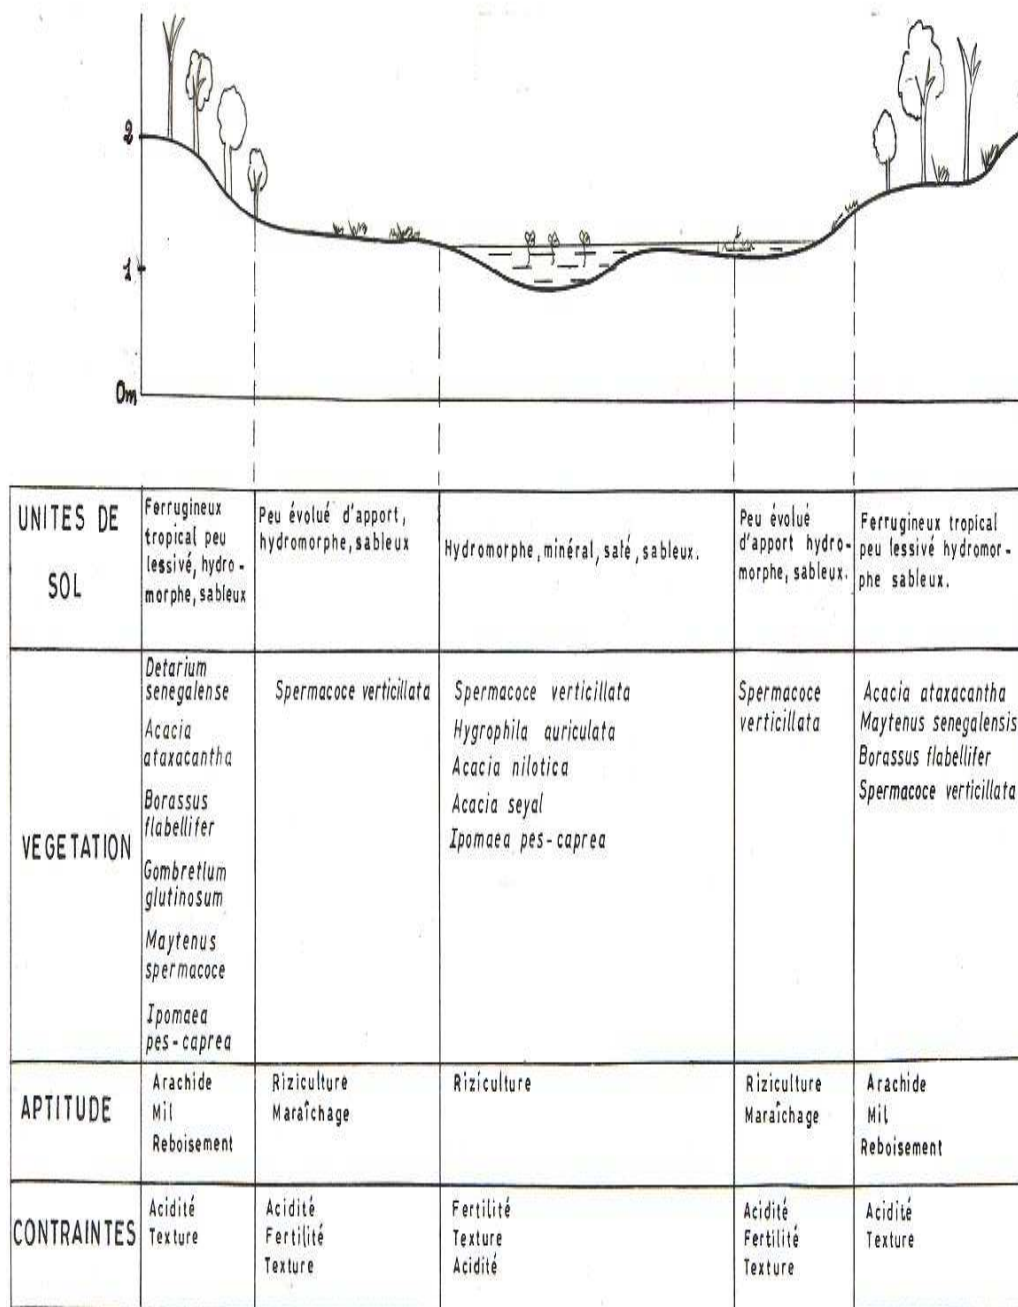 2
1
0m
UNITES DE
SOL
Ferrugineux
tropical peu
lessivé, hydro-
morphe, sableux
Peu évolué d'apport,
hydromorphe, sableux
Hydromorphe, minéral, salé, sableux.
Peu évolué
d'apport hydro-
morphe, sableux.
Ferrugineux tropical
peu lessivé hydromor-
phe sableux.
VEGETATION
Detarium
senegalense
Acacia
ataxacantha
Borassus
flabellifer
Gombretium
glutinosum
Maytenus
spermacoce
Ipomaea
pes-caprea
Spermacoce verticillata
Spermacoce verticillata
Hygrophila auriculata
Acacia nilotica
Acacia seyal
Ipomaea pes-caprea
Spermacoce
verticillata
Acacia ataxacantha
Maytenus senegalensis
Borassus flabellifer
Spermacoce verticillata
APTITUDE
Arachide
Mil
Reboisement
Riziculture
Maraîchage
Riziculture
Riziculture
Maraîchage
Arachide
Mil
Reboisement
CONTRAINTES
Acidité
Texture
Acidité
Fertilité
Texture
Fertilité
Texture
Acidité
Acidité
Fertilité
Texture
Acidité
Texture